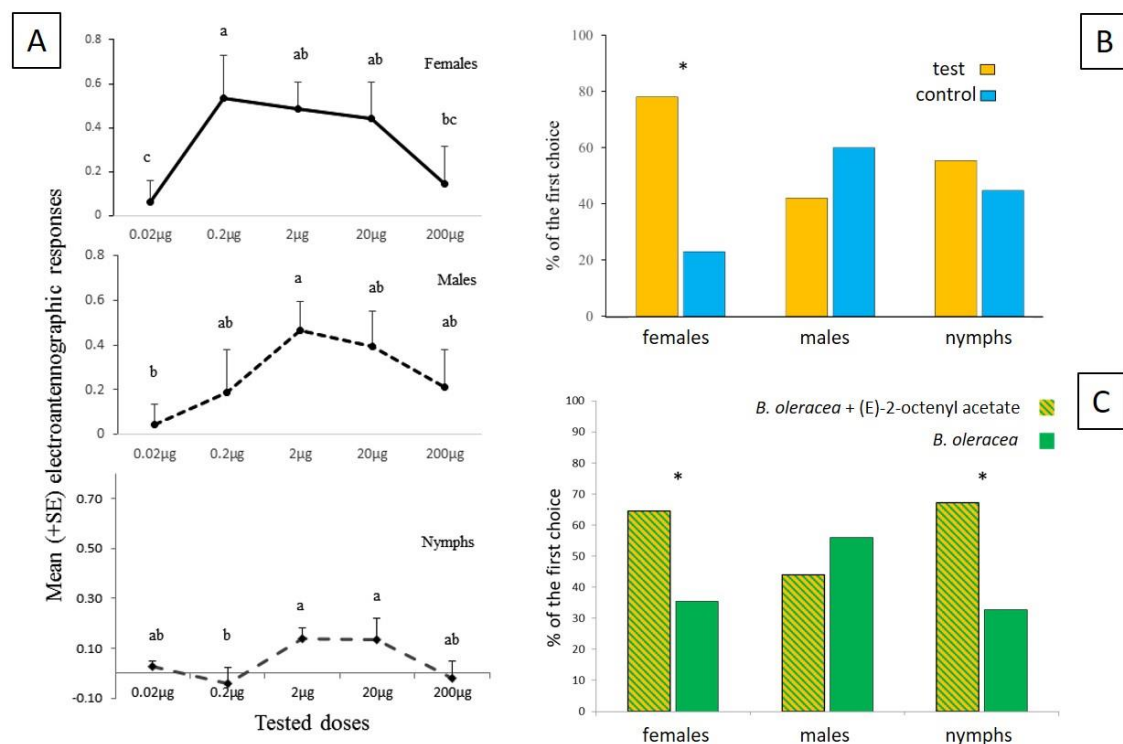 A
Mean (+SE) electroantennographic responses
0.8
0.6
0.4
0.2
0
Females
c
a
ab
ab
bc
0.02µg
0.2µg
2µg
20µg
200µg
0.8
0.6
0.4
0.2
0
Males
b
ab
a
ab
ab
0.02µg
0.2µg
2µg
20µg
200µg
0.70
0.50
0.30
0.10
-0.10
Nymphs
ab
b
a
a
ab
0.02µg
0.2µg
2µg
20µg
200µg
Tested doses
B
% of the first choice
100
80
60
40
20
0
*
test
control
females
males
nymphs
C
% of the first choice
100
90
80
70
60
50
40
30
20
10
0
B. oleracea + (E)-2-octenyl acetate
B. oleracea
*
*
females
males
nymphs